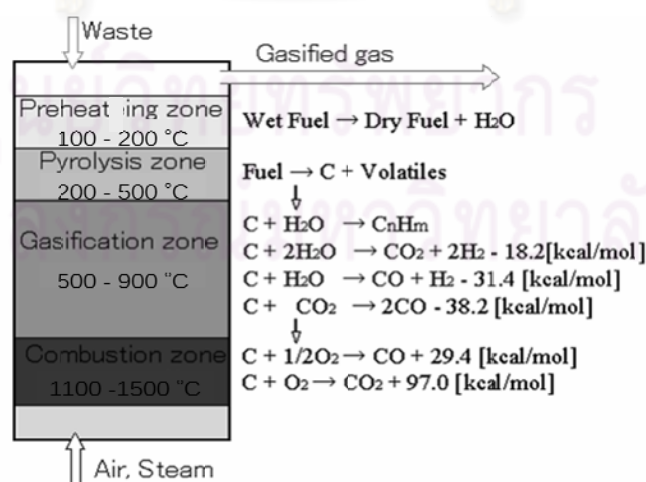 Waste
Gasified gas
Preheating zone
100 - 200 °C
Wet Fuel → Dry Fuel + H₂O
Pyrolysis zone
200 - 500 °C
Fuel → C + Volatiles
Gasification zone
500 - 900 °C
C + H₂O → CnHm
C + 2H₂O → CO₂ + 2H₂ - 18.2[kcal/mol]
C + H₂O → CO + H₂ - 31.4 [kcal/mol]
C + CO₂ → 2CO - 38.2 [kcal/mol]
Combustion zone
1100 -1500 °C
C + 1/2O₂ → CO + 29.4 [kcal/mol]
C + O₂ → CO₂ + 97.0 [kcal/mol]
Air, Steam